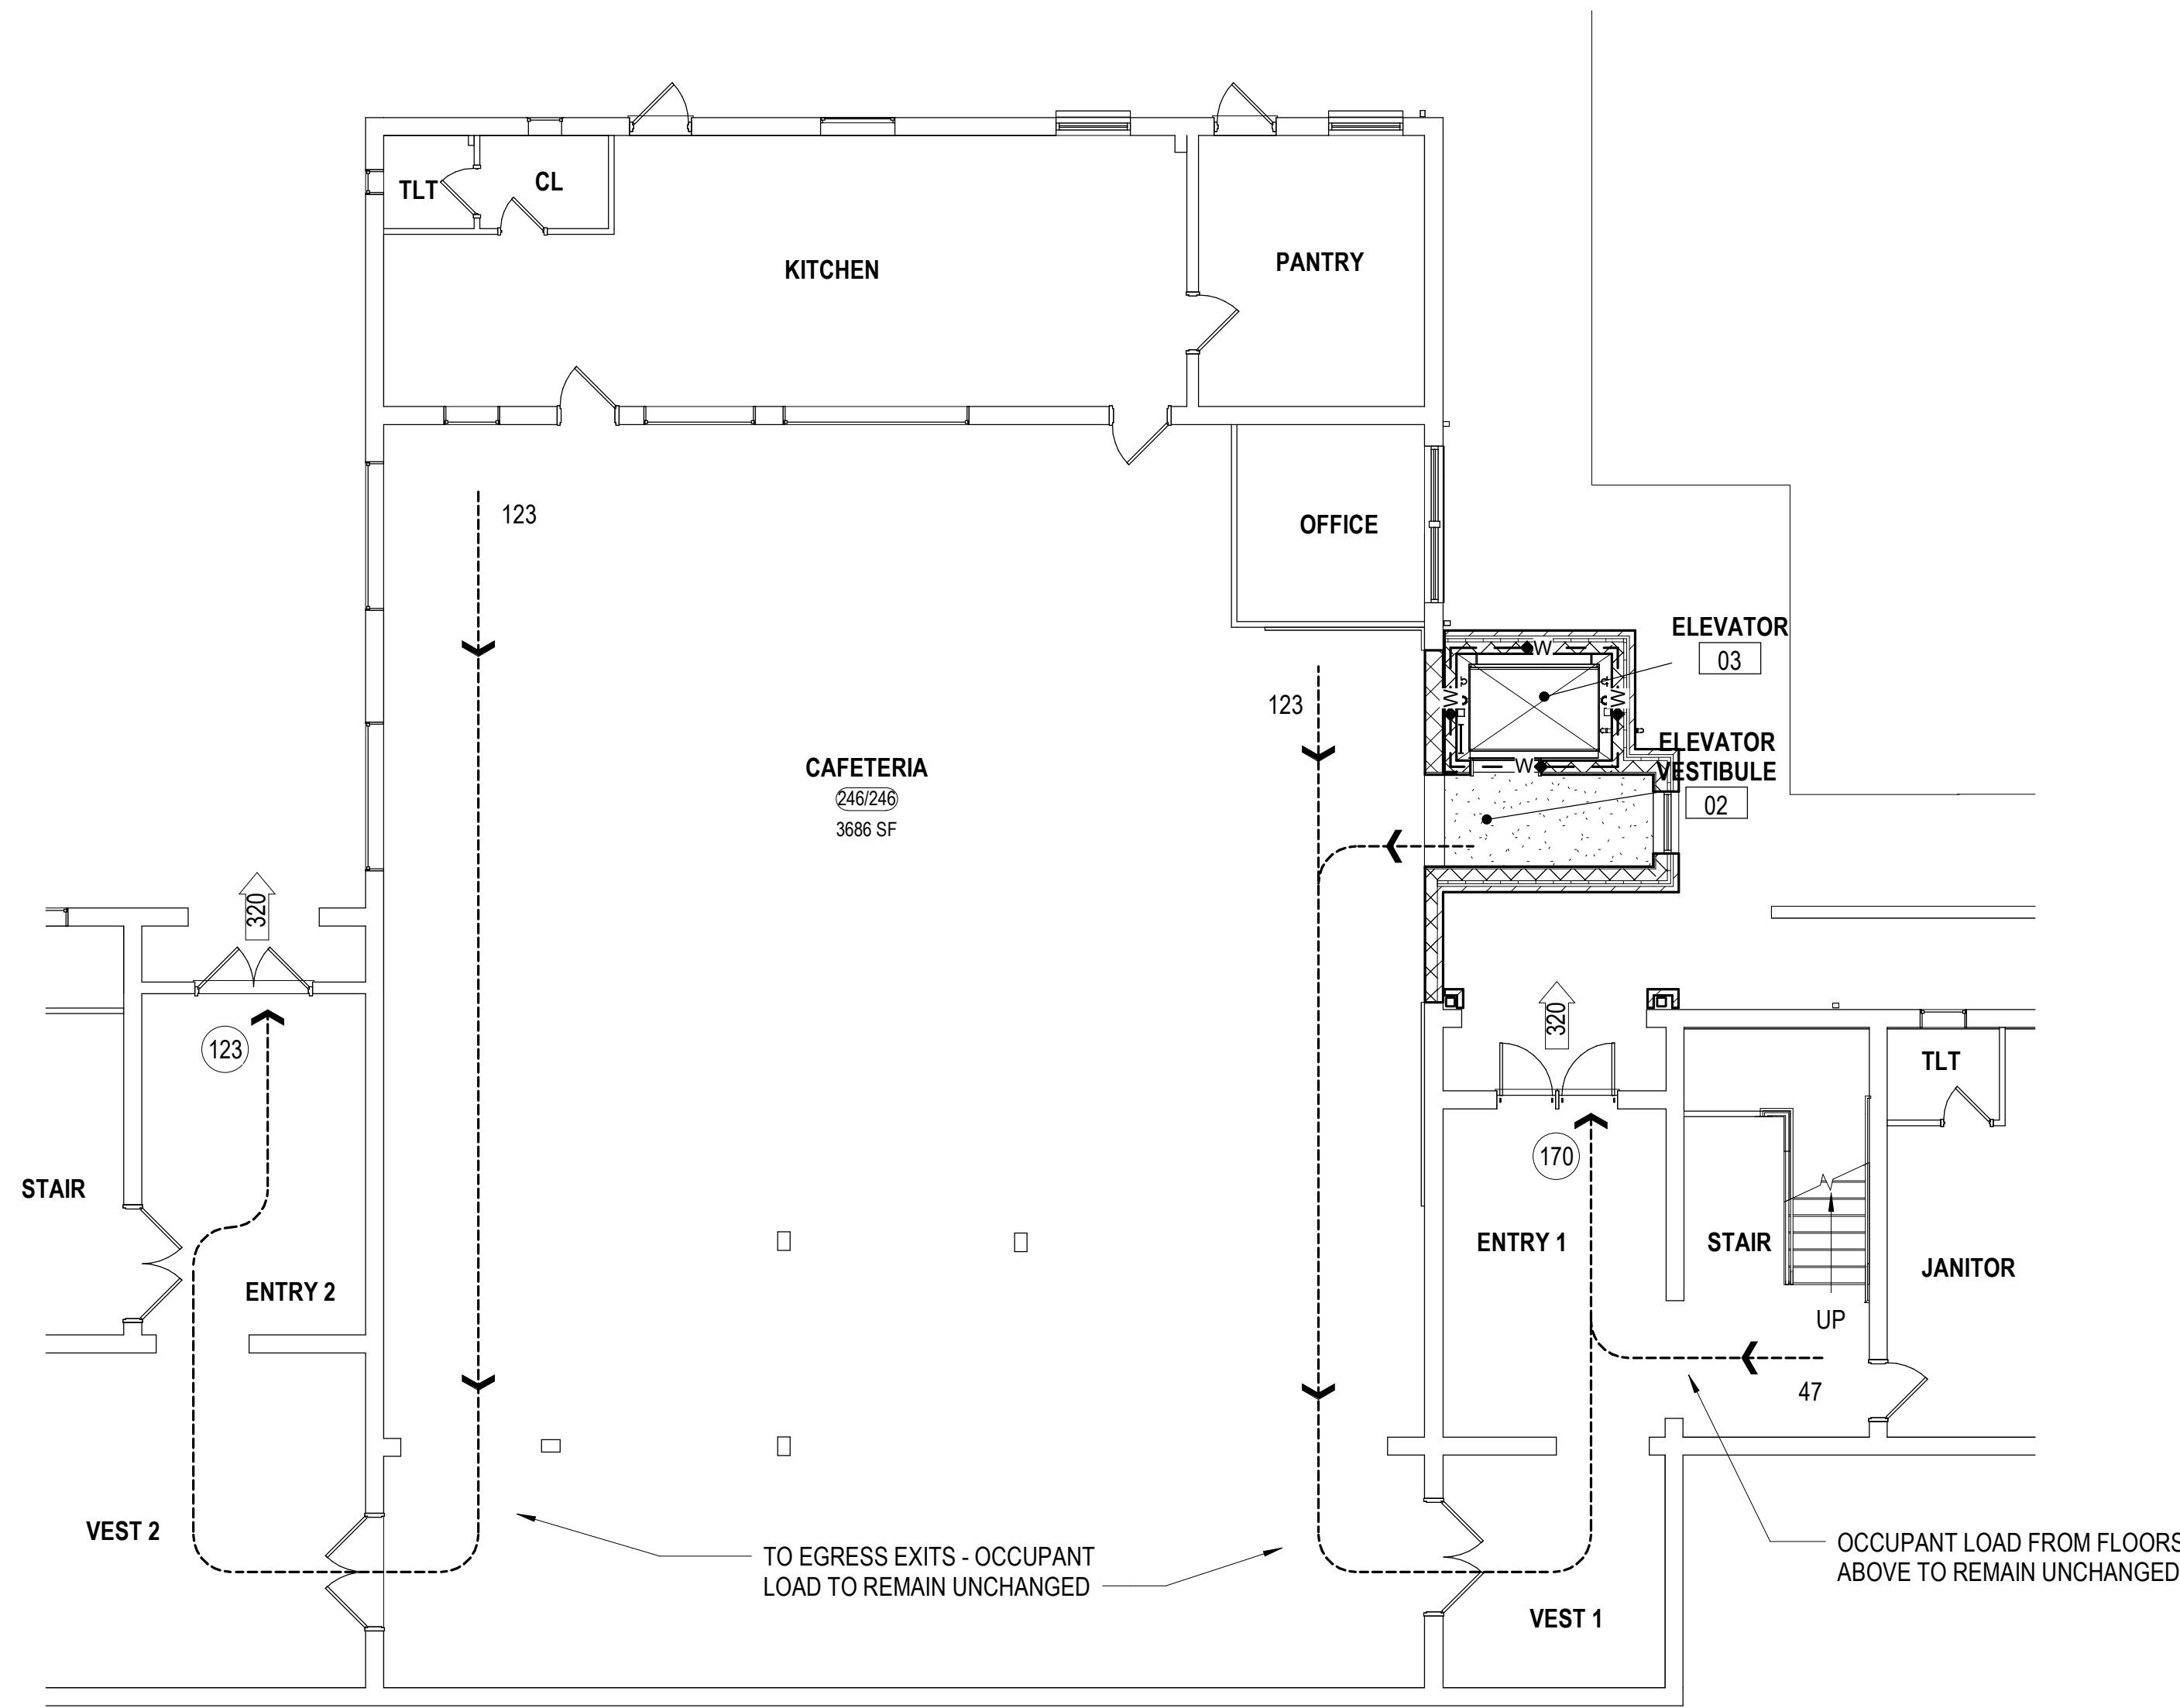 TLT
CL
KITCHEN
PANTRY
123
OFFICE
ELEVATOR
03
W
W
W
W
123
ELEVATOR
VESTIBULE
02
CAFETERIA
246/246
3686 SF
320
320
123
TLT
170
STAIR
ENTRY 1
STAIR
JANITOR
ENTRY 2
UP
47
VEST 2
TO EGRESS EXITS - OCCUPANT
LOAD TO REMAIN UNCHANGED
OCCUPANT LOAD FROM FLOORS
ABOVE TO REMAIN UNCHANGED
VEST 1